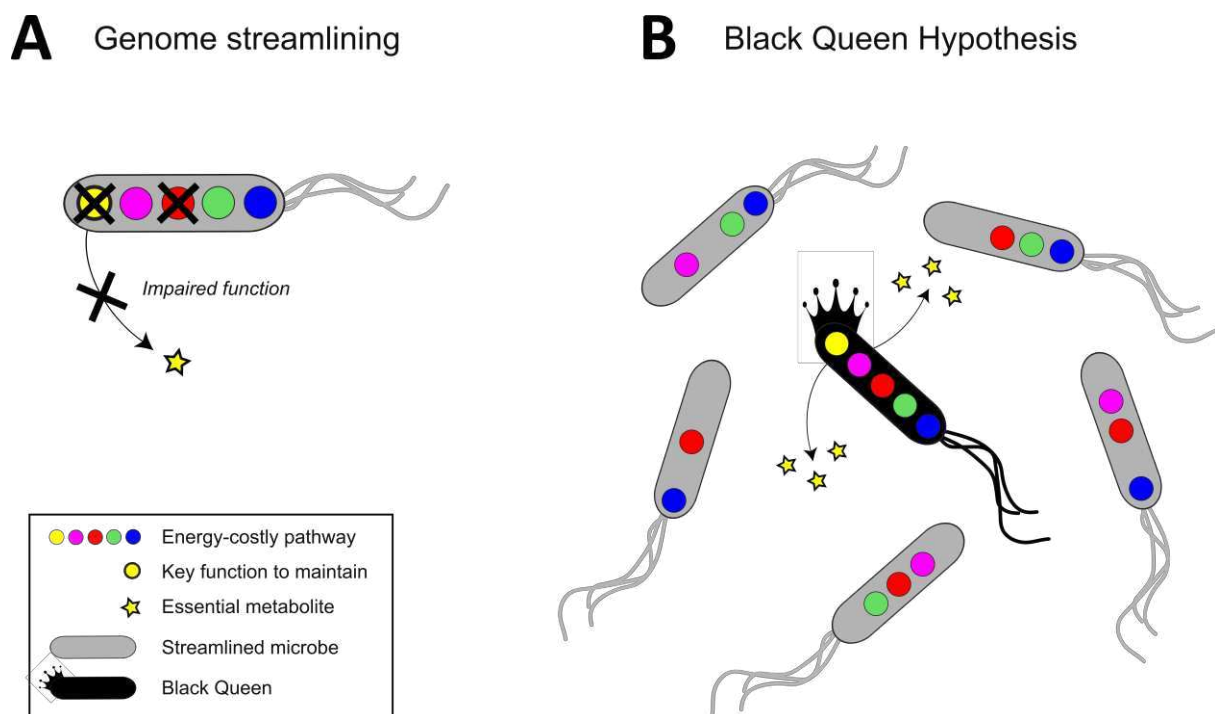 A Genome streamlining
B Black Queen Hypothesis
Impaired function
Energy-costly pathway
Key function to maintain
Essential metabolite
Streamlined microbe
Black Queen